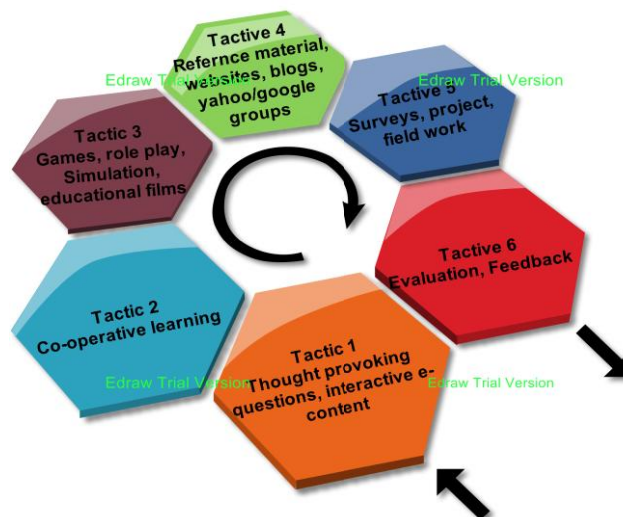 Tactive 4
Refernce material,
websites, blogs,
yahoo/google
groups
Edraw Trial Version
Edraw Trial Version
Tactive 5
Surveys, project,
field work
Tactic 3
Games, role play,
Simulation,
educational films
Tactive 6
Evaluation, Feedback
Tactic 2
Co-operative learning
Tactic 1
Thought provoking
questions, interactive e-
content
Edraw Trial Version
Edraw Trial Version